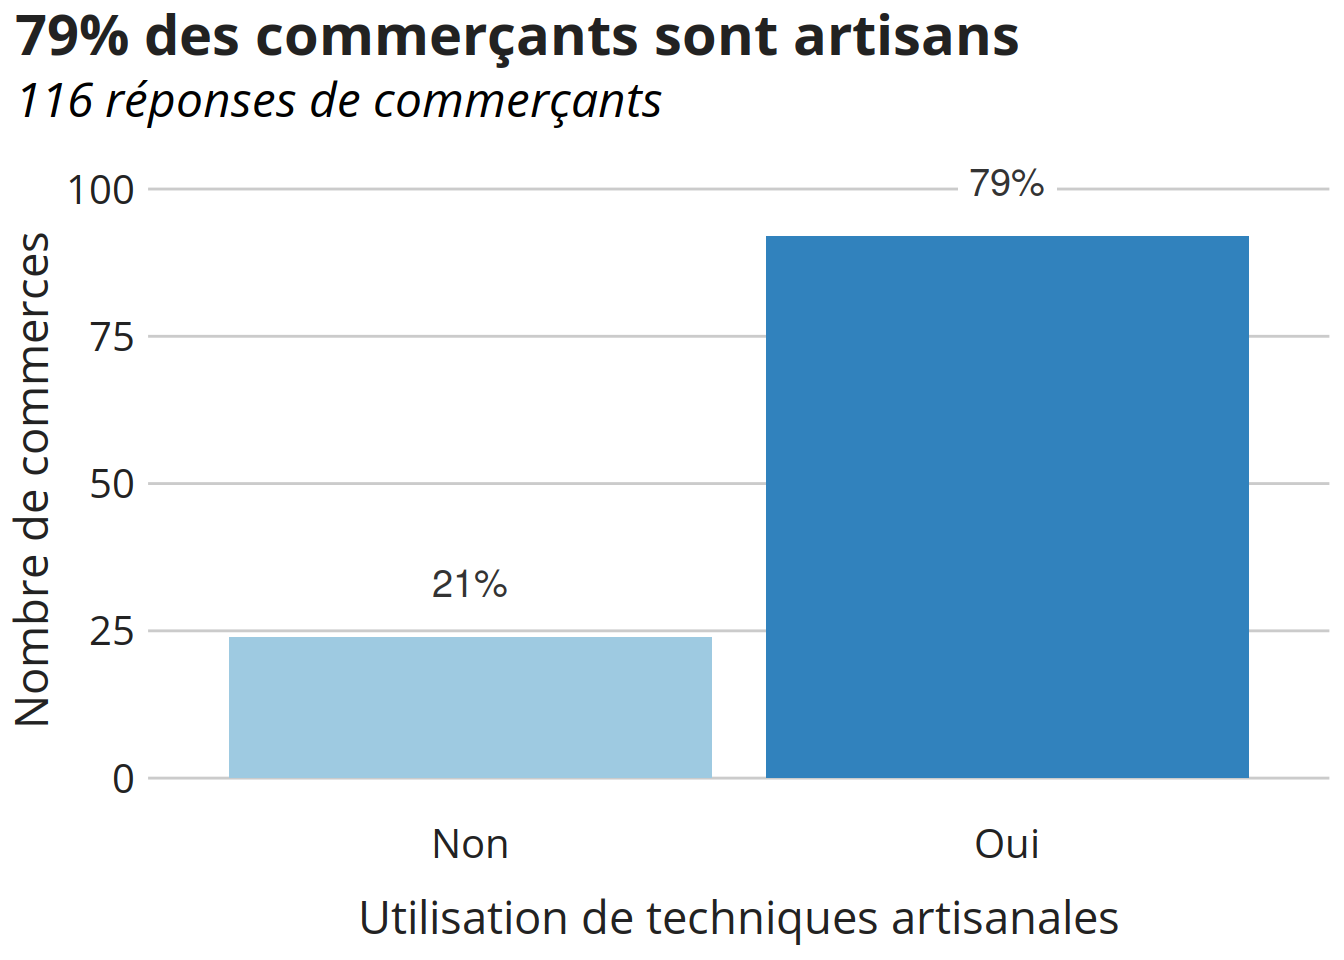 79% des commerçants sont artisans
116 réponses de commerçants
Nombre de commerces
100
75
50
25
0
79%
21%
Non
Oui
Utilisation de techniques artisanales